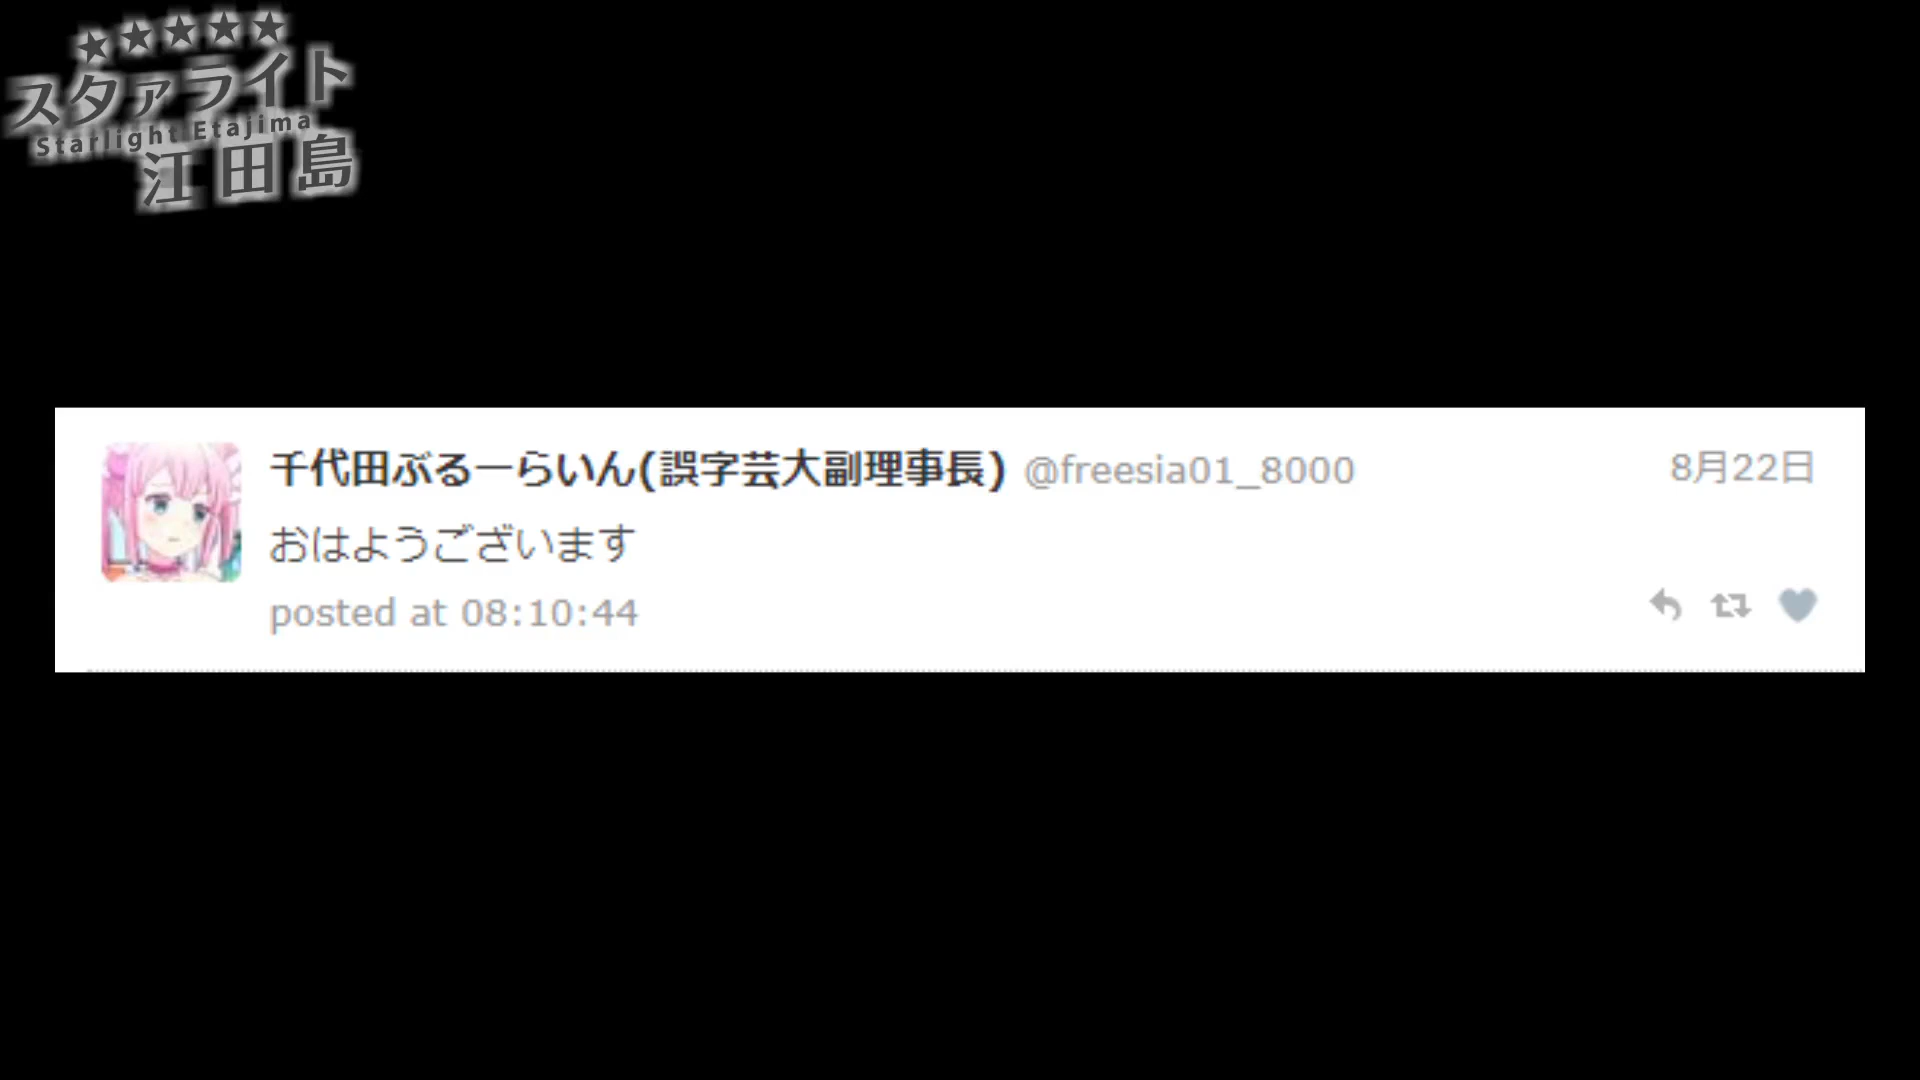 ★★★★★
スタァライト
Starlight Etajima
江田島
千代田ぶるーらいん(誤字芸大副理事長) @freesia01_8000 8月22日
おはようございます
posted at 08:10:44